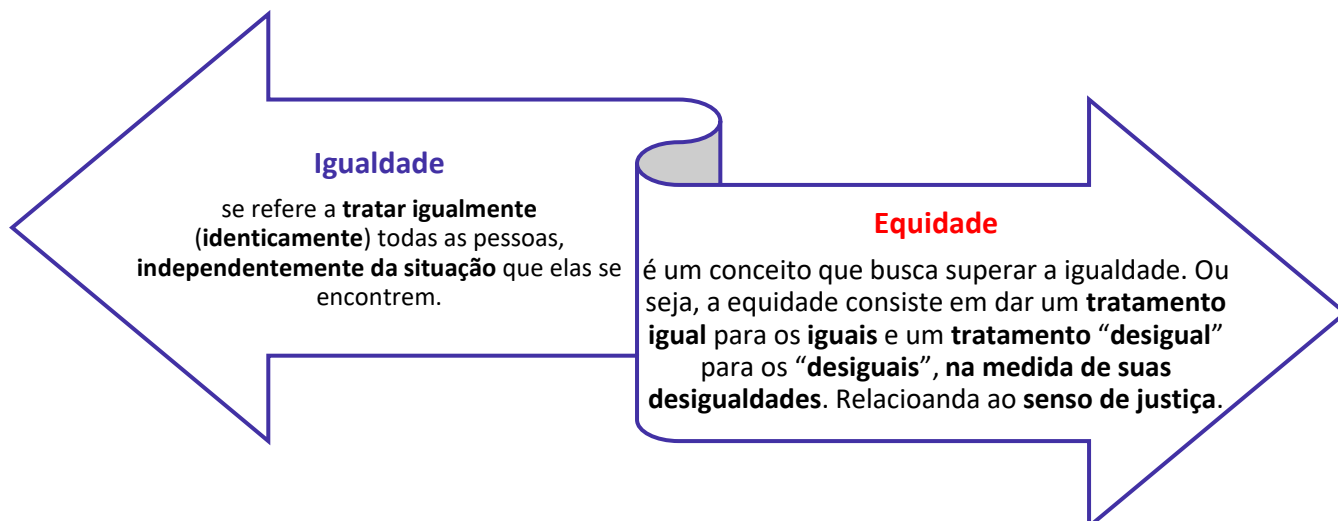 Igualdade
se refere a tratar igualmente
(identicamente) todas as pessoas,
independentemente da situação que elas se
encontrem.
Equidade
é um conceito que busca superar a igualdade. Ou
seja, a equidade consiste em dar um tratamento
igual para os iguais e um tratamento “desigual”
para os “desiguais”, na medida de suas
desigualdades. Relacioanda ao senso de justiça.